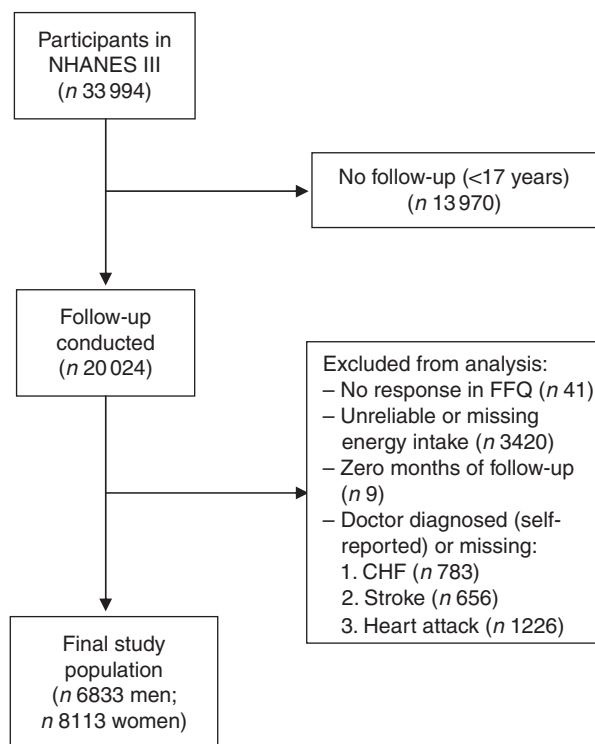 Participants in
NHANES III
(n 33 994)
No follow-up (<17 years)
(n 13 970)
Follow-up
conducted
(n 20 024)
Excluded from analysis:
– No response in FFQ (n 41)
– Unreliable or missing
energy intake (n 3420)
– Zero months of follow-up
(n 9)
– Doctor diagnosed (self-
reported) or missing:
1. CHF (n 783)
2. Stroke (n 656)
3. Heart attack (n 1226)
Final study
population
(n 6833 men;
n 8113 women)